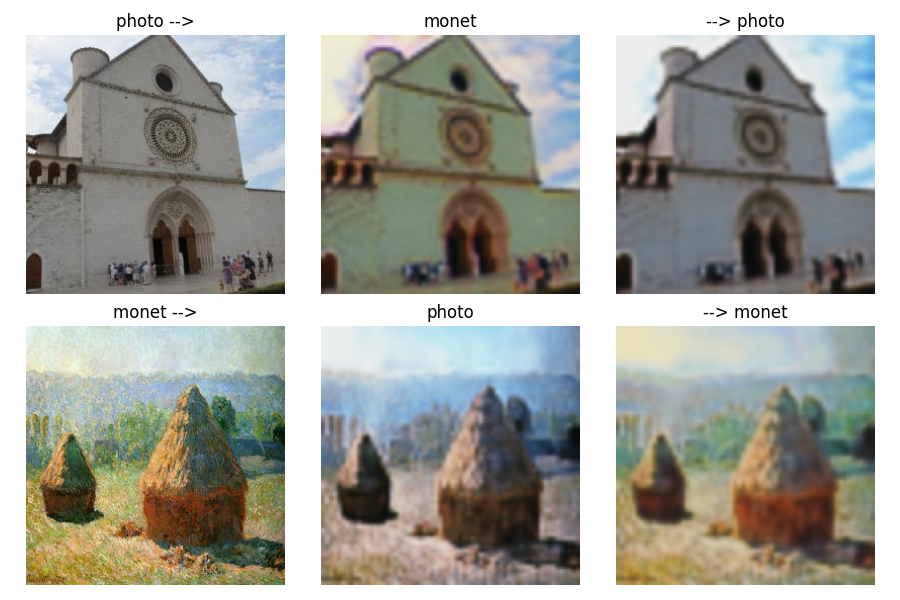 photo -->
monet
--> photo
monet -->
photo
--> monet